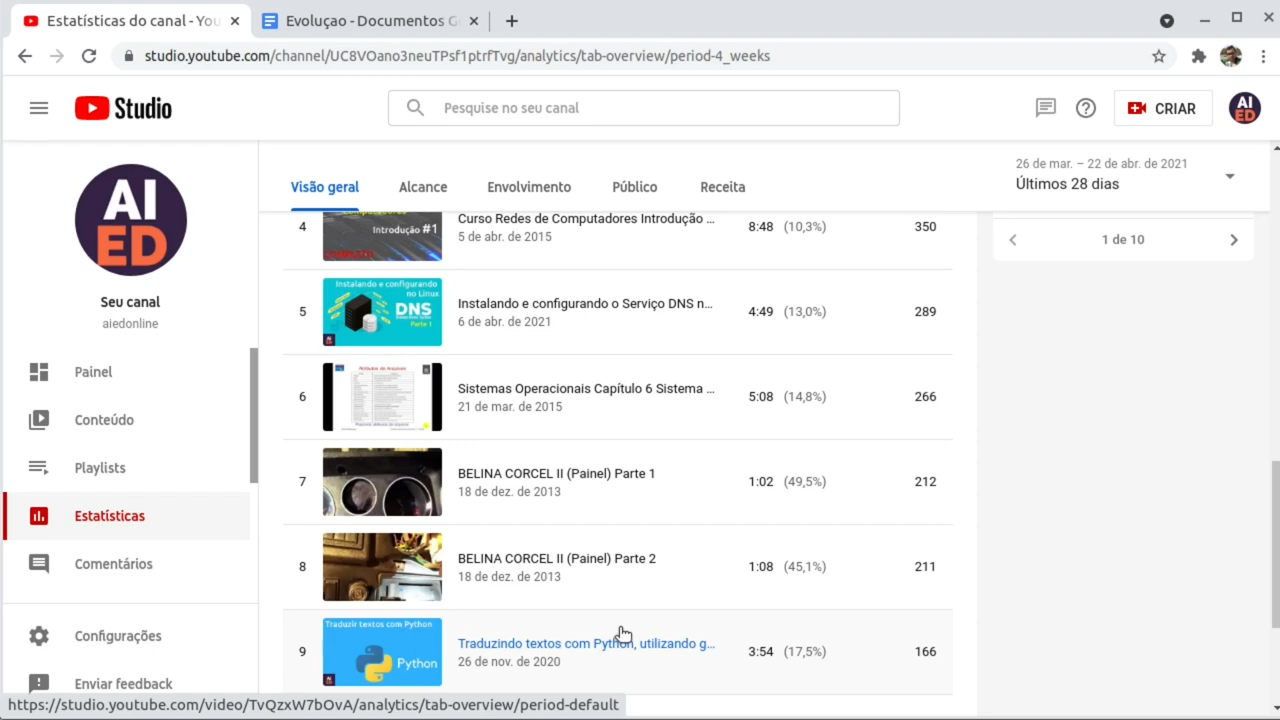 Estatísticas do canal - You
Evoluçao - Documentos G
studio.youtube.com/channel/UC8VOano3neuTPsf1ptrfTvg/analytics/tab-overview/period-4_weeks
Studio
Pesquise no seu canal
CRIAR
AI
ED
AI
ED
Seu canal
aiedonline
Painel
Conteúdo
Playlists
Estatísticas
Comentários
Configurações
Enviar feedback
Visão geral
Alcance
Envolvimento
Público
Receita
26 de mar. – 22 de abr. de 2021
Últimos 28 dias
1 de 10
4
Introdução #1
Curso Redes de Computadores Introdução ...
5 de abr. de 2015
8:48 (10,3%)
350
5
Instalando e configurando
no Linux
DNS
Parte 1
Instalando e configurando o Serviço DNS n...
6 de abr. de 2021
4:49 (13,0%)
289
6
Sistemas Operacionais Capítulo 6 Sistema ...
21 de mar. de 2015
5:08 (14,8%)
266
7
BELINA CORCEL II (Painel) Parte 1
18 de dez. de 2013
1:02 (49,5%)
212
8
BELINA CORCEL II (Painel) Parte 2
18 de dez. de 2013
1:08 (45,1%)
211
9
Traduzir textos com Python
Python
Traduzindo textos com Python, utilizando g...
26 de nov. de 2020
3:54 (17,5%)
166
https://studio.youtube.com/video/TvQzxW7bOvA/analytics/tab-overview/period-default